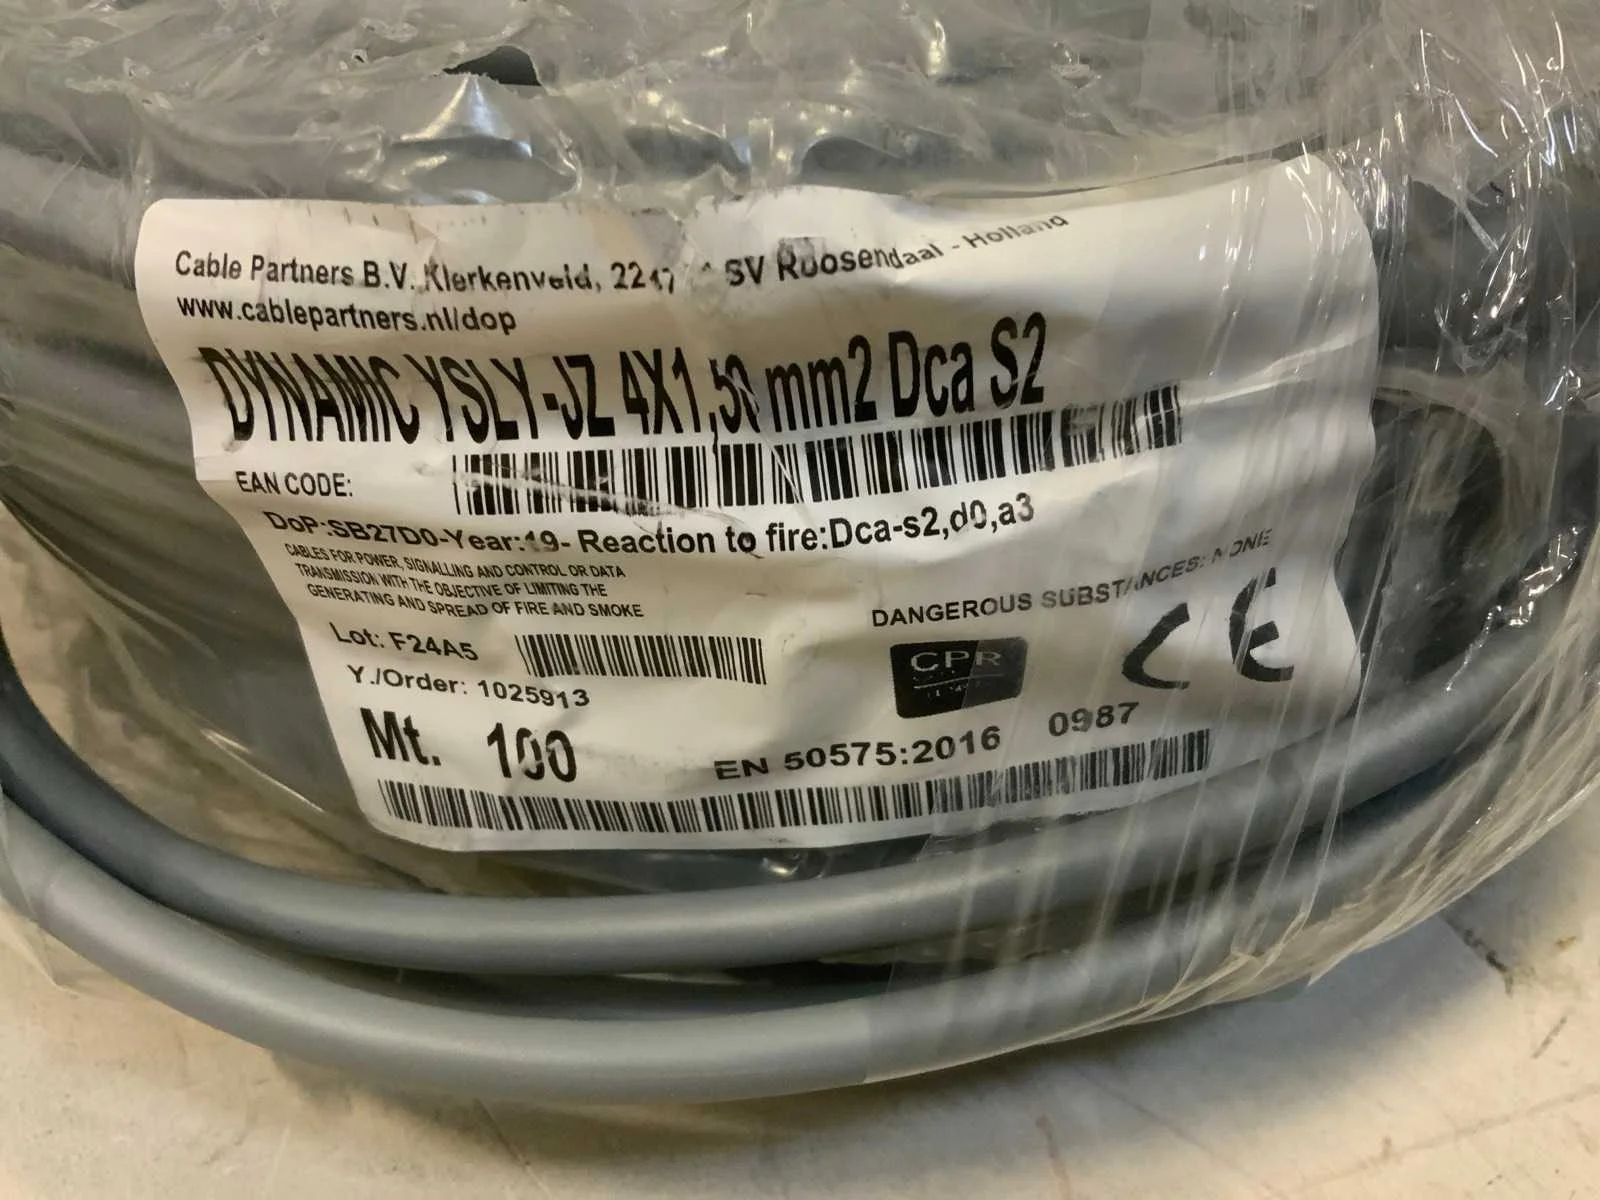 Cable Partners B.V. Klerkenveld, SV Roosendaal - Holland
www.cablepartners.nl/dop
DYNAMIC YSLY-JZ 4X1,50 mm2 Dca S2
EAN CODE:
DoP:SB27D0-Year:19- Reaction to fire:Dca-s2,d0,a3
CABLES FOR POWER, SIGNALLING AND CONTROL OR DATA
TRANSMISSION WITH THE OBJECTIVE OF LIMITING THE
GENERATING AND SPREAD OF FIRE AND SMOKE
DANGEROUS SUBSTANCES: NONE
Lot: F24A5
Y./Order: 1025913
CPR
CE
Mt. 100
EN 50575:2016 0987